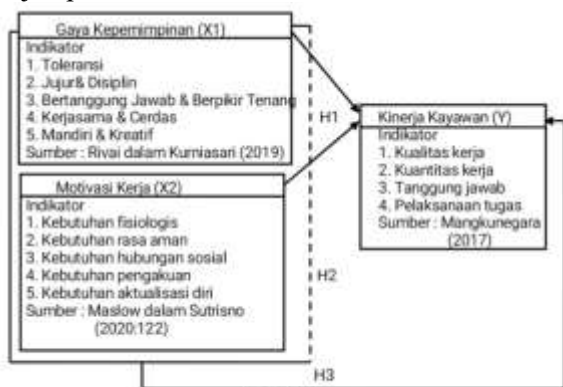 Gaya Kepemimpinan (X1)
Indikator
1. Toleransi
2. Jujur& Disiplin
3. Bertanggung Jawab & Berpikir Tenang
4. Kerjasama & Cerdas
5. Mandiri & Kreatif
Sumber : Rivai dalam Kurniasari (2019)
Motivasi Kerja (X2)
Indikator
1. Kebutuhan fisiologis
2. Kebutuhan rasa aman
3. Kebutuhan hubungan sosial
4. Kebutuhan pengakuan
5. Kebutuhan aktualisasi diri
Sumber : Maslow dalam Sutrisno
(2020:122)
H1
H2
H3
Kinerja Kayawan (Y)
Indikator
1. Kualitas kerja
2. Kuantitas kerja
3. Tanggung jawab
4. Pelaksanaan tugas
Sumber : Mangkunegara
(2017)